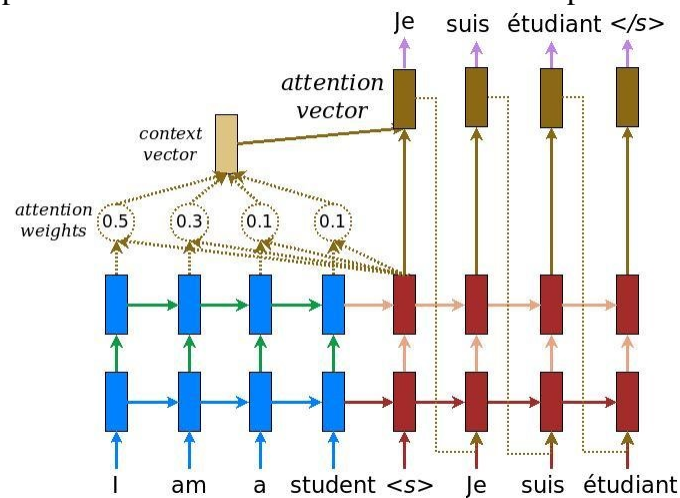 Je suis étudiant </s>
attention
vector
context
vector
attention
weights
0.5 0.3 0.1 0.1
I am a student <s> Je suis étudiant